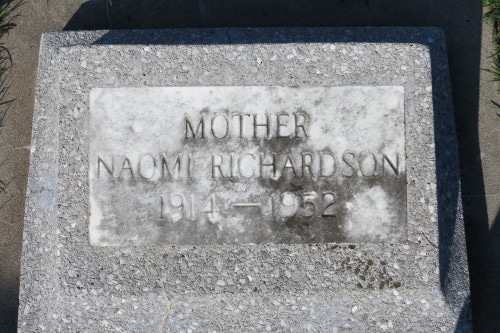 MOTHER
NAOMI RICHARDSON
1914 — 1952